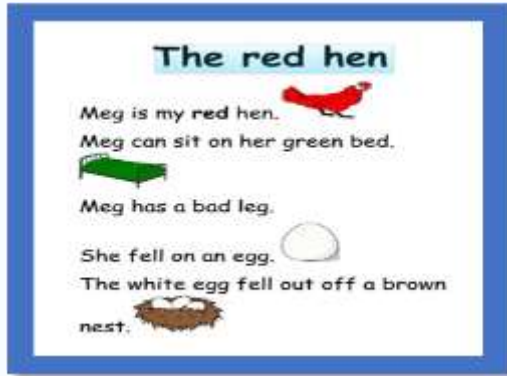 The red hen
Meg is my red hen.
Meg can sit on her green bed.
Meg has a bad leg.
She fell on an egg.
The white egg fell out off a brown
nest.